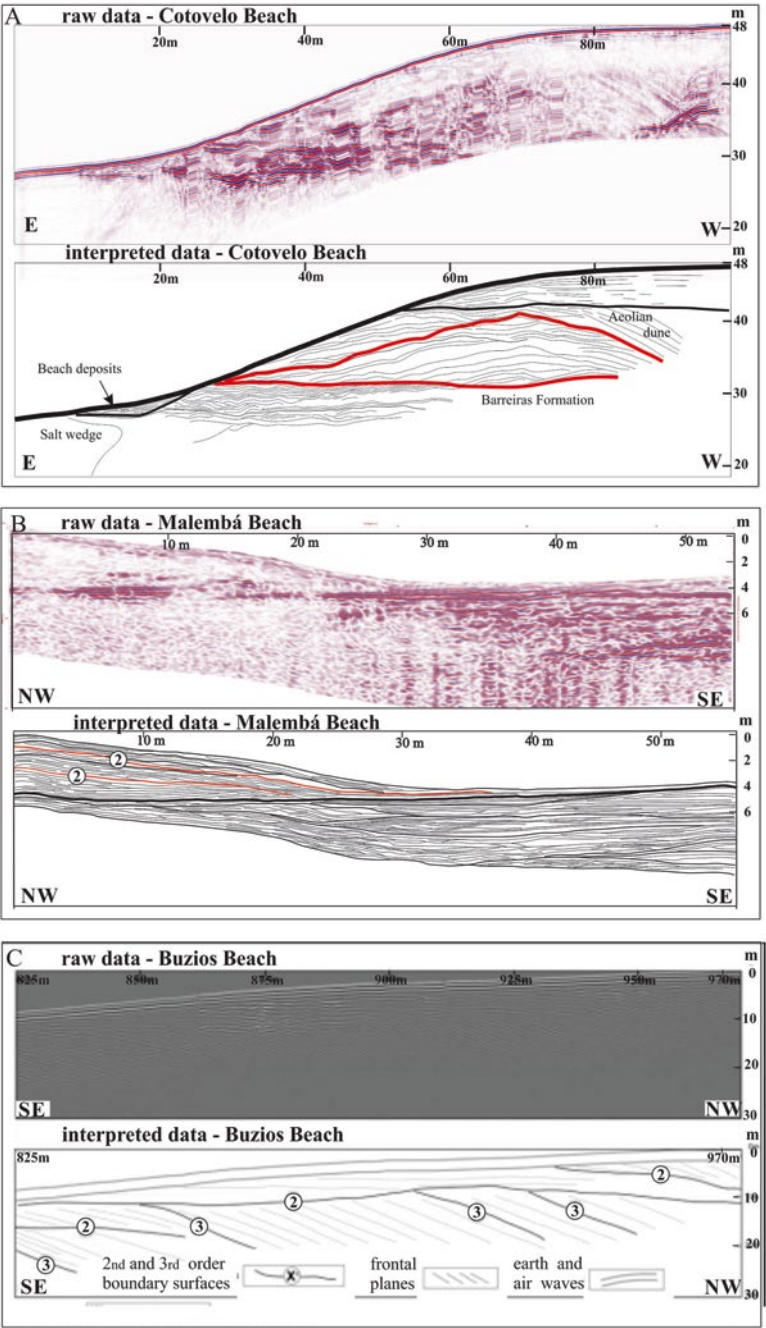 A
raw data - Cotovelo Beach
m
20m 40m 60m 80m 48
40
30
E W 20
interpreted data - Cotovelo Beach
m
20m 40m 60m 80m 48
Aeolian
dune
40
Beach deposits
30
Barreiras Formation
Salt wedge
E W 20
B
raw data - Malembá Beach
m
10 m 20 m 30 m 40 m 50 m 0
2
4
6
NW SE
interpreted data - Malembá Beach
m
10 m 20 m 30 m 40 m 50 m 0
2 2
2
4
6
NW SE
C
raw data - Buzios Beach
m
825m 850m 875m 900m 925m 950m 970m 0
10
20
SE NW 30
interpreted data - Buzios Beach
m
825m 970m 0
2
2 10
2 3 3 3
20
3
2nd and 3rd order
boundary surfaces
X
frontal
planes
earth and
air waves
SE NW 30